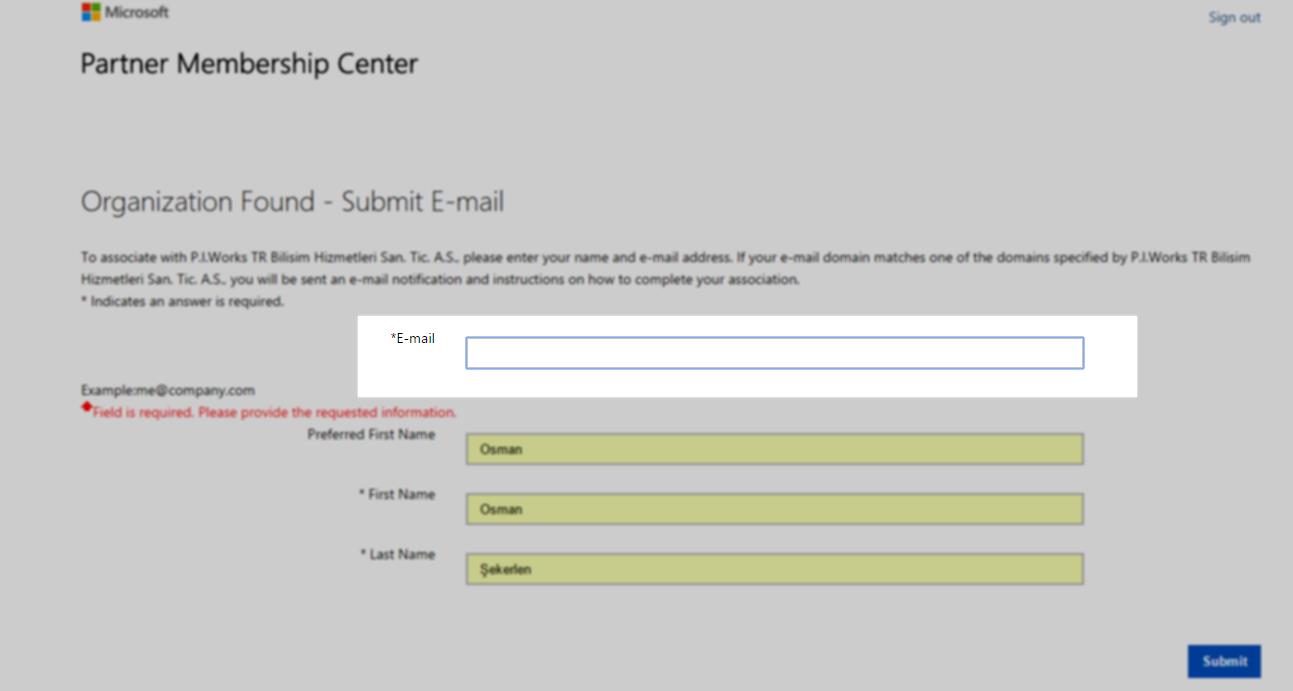 Microsoft
Sign out
Partner Membership Center
Organization Found - Submit E-mail
To associate with P.I.Works TR Bilisim Hizmetleri San. Tic. A.S., please enter your name and e-mail address. If your e-mail domain matches one of the domains specified by P.I.Works TR Bilisim
Hizmetleri San. Tic. A.S., you will be sent an e-mail notification and instructions on how to complete your association.
* Indicates an answer is required.
*E-mail
Example:me@company.com
Field is required. Please provide the requested information.
Preferred First Name
Osman
* First Name
Osman
* Last Name
Şekerlen
Submit